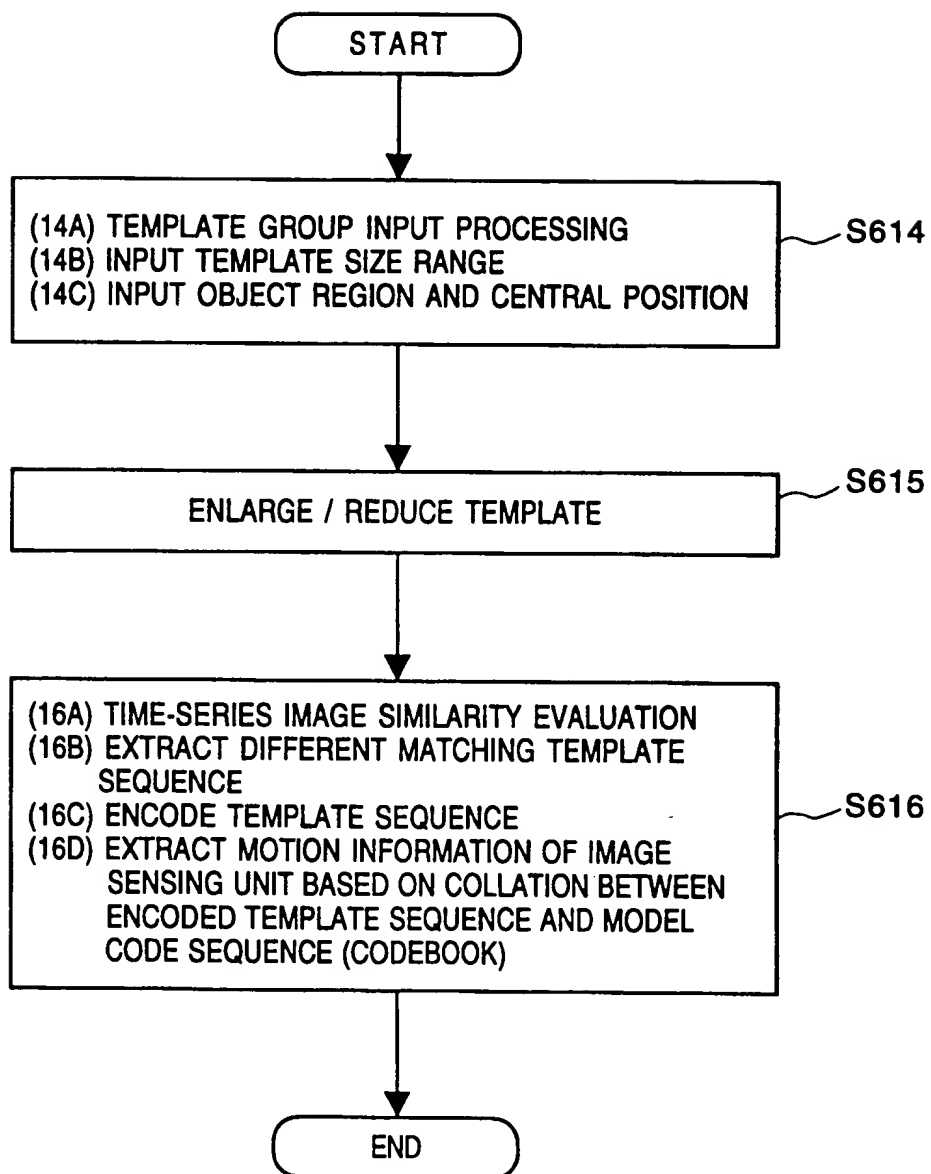 START
(14A) TEMPLATE GROUP INPUT PROCESSING
(14B) INPUT TEMPLATE SIZE RANGE
(14C) INPUT OBJECT REGION AND CENTRAL POSITION
S614
ENLARGE / REDUCE TEMPLATE
S615
(16A) TIME-SERIES IMAGE SIMILARITY EVALUATION
(16B) EXTRACT DIFFERENT MATCHING TEMPLATE
SEQUENCE
(16C) ENCODE TEMPLATE SEQUENCE
(16D) EXTRACT MOTION INFORMATION OF IMAGE
SENSING UNIT BASED ON COLLATION BETWEEN
ENCODED TEMPLATE SEQUENCE AND MODEL
CODE SEQUENCE (CODEBOOK)
S616
END